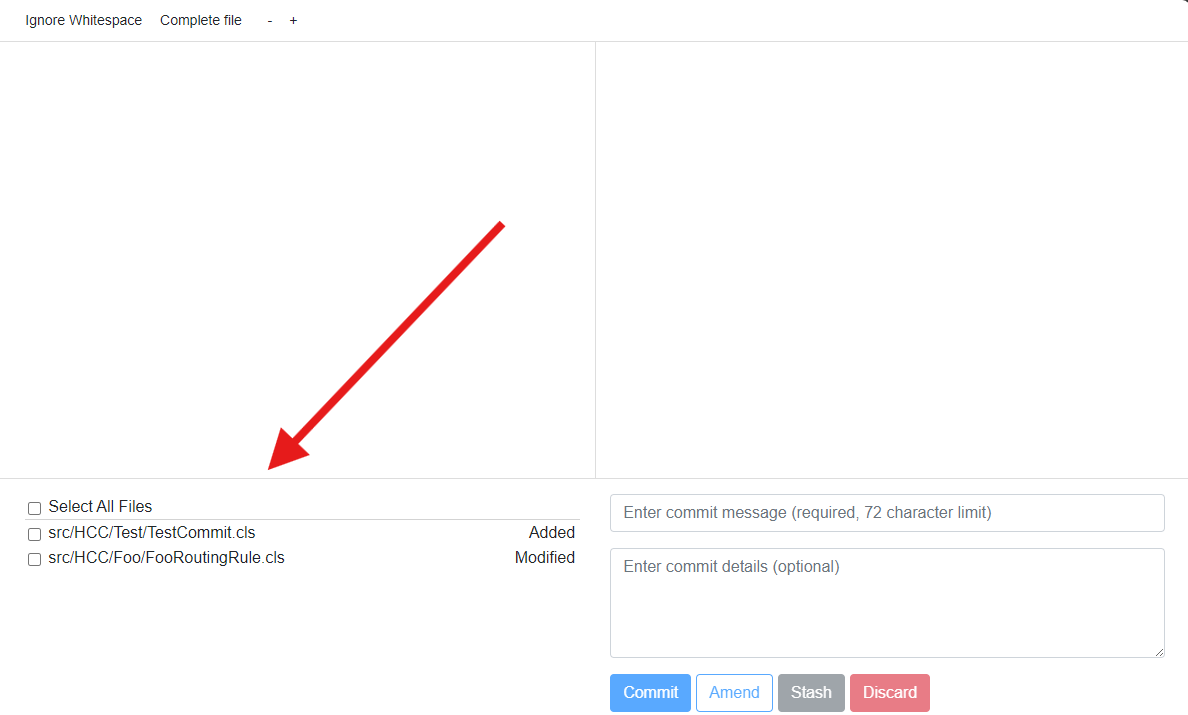 Ignore Whitespace Complete file - +
Select All Files
src/HCC/Test/TestCommit.cls Added
src/HCC/Foo/FooRoutingRule.cls Modified
Enter commit message (required, 72 character limit)
Enter commit details (optional)
Commit Amend Stash Discard